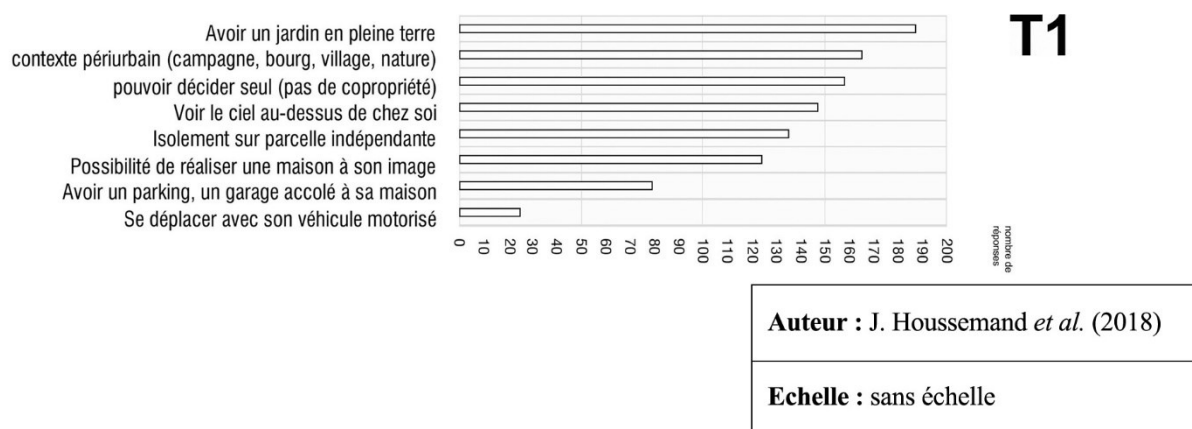 T1
Avoir un jardin en pleine terre
contexte périurbain (campagne, bourg, village, nature)
pouvoir décider seul (pas de copropriété)
Voir le ciel au-dessus de chez soi
Isolement sur parcelle indépendante
Possibilité de réaliser une maison à son image
Avoir un parking, un garage accolé à sa maison
Se déplacer avec son véhicule motorisé
0 10 20 30 40 50 60 70 80 90 100 110 120 130 140 150 160 170 180 190 200
nombre de
réponses
Auteur : J. Houssemand et al. (2018)
Echelle : sans échelle